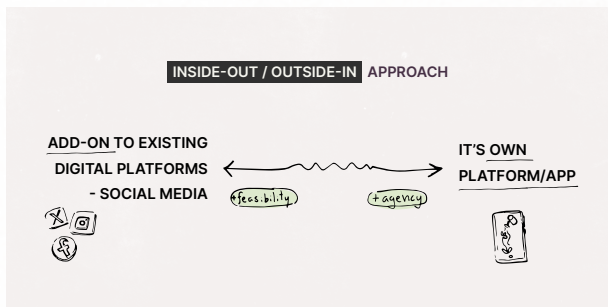 INSIDE-OUT / OUTSIDE-IN APPROACH
ADD-ON TO EXISTING
DIGITAL PLATFORMS
- SOCIAL MEDIA
IT'S OWN
PLATFORM/APP
+feasibility
+agency